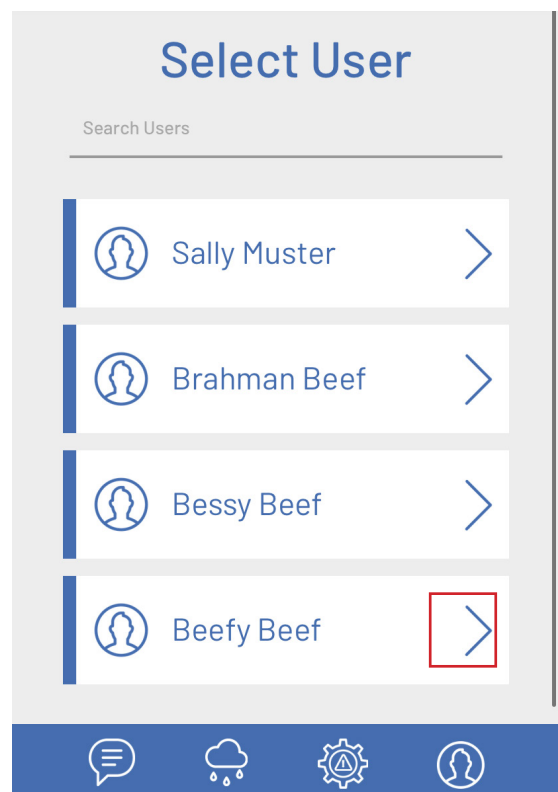 Select User
Search Users
Sally Muster
Brahman Beef
Bessy Beef
Beefy Beef